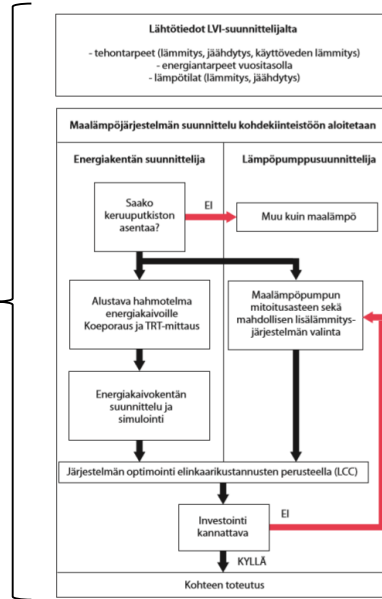 Lähtötiedot LVI-suunnittelijalta
- tehontarpeet (lämmitys, jäähdytys, käyttöveden lämmitys)
- energiantarpeet vuositasolla
- lämpötilat (lämmitys, jäähdytys)
Maalämpöjärjestelmän suunnittelu kohdekiinteistöön aloitetaan
Energiakentän suunnittelija
Lämpöpumppusuunnittelija
Saako
keruuputkiston
asentaa?
EI
Muu kuin maalämpö
Alustava hahmotelma
energiakaivoille
Koeporaus ja TRT-mittaus
Maalämpöpumpun
mitoitusasteen sekä
mahdollisen lisälämmitys-
järjestelmän valinta
Energiakaivokentän
suunnittelu ja
simulointi
Järjestelmän optimointi elinkaarikustannusten perusteella (LCC)
Investointi
kannattava
EI
KYLLÄ
Kohteen toteutus